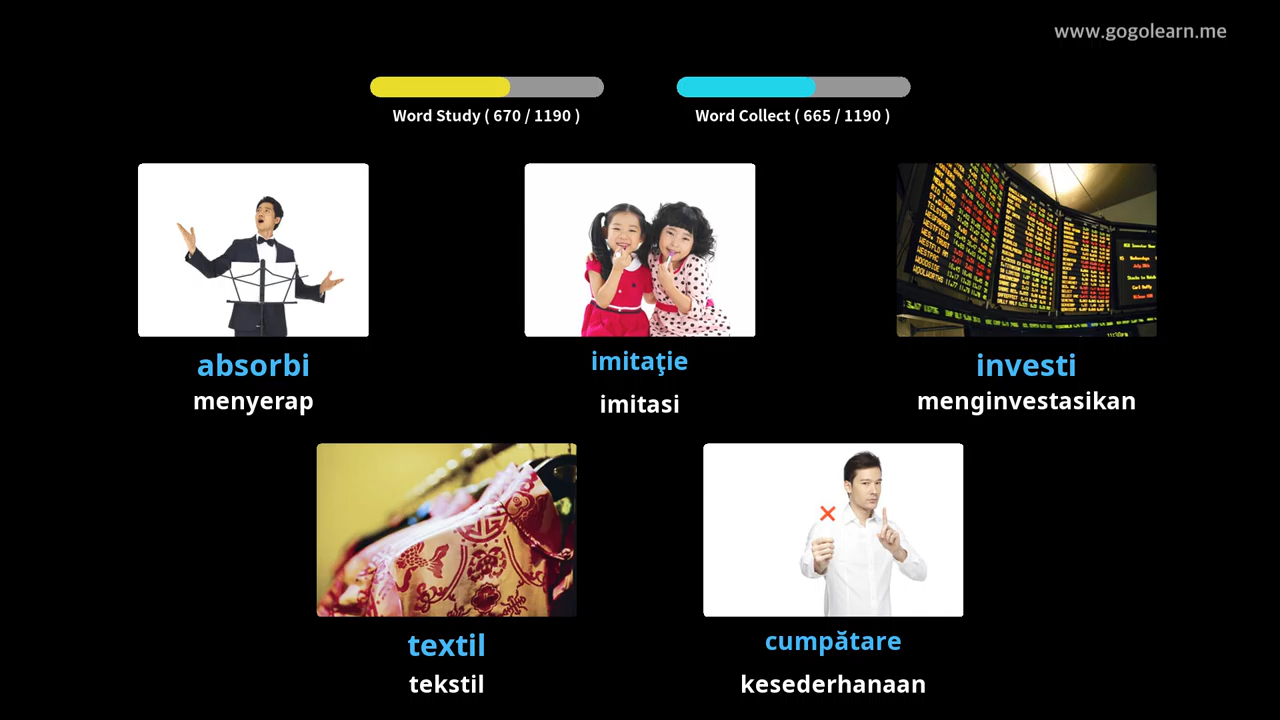 www.gogolearn.me
Word Study ( 670 / 1190 )
Word Collect ( 665 / 1190 )
absorbi
menyerap
imitaţie
imitasi
investi
menginvestasikan
textil
tekstil
cumpătare
kesederhanaan